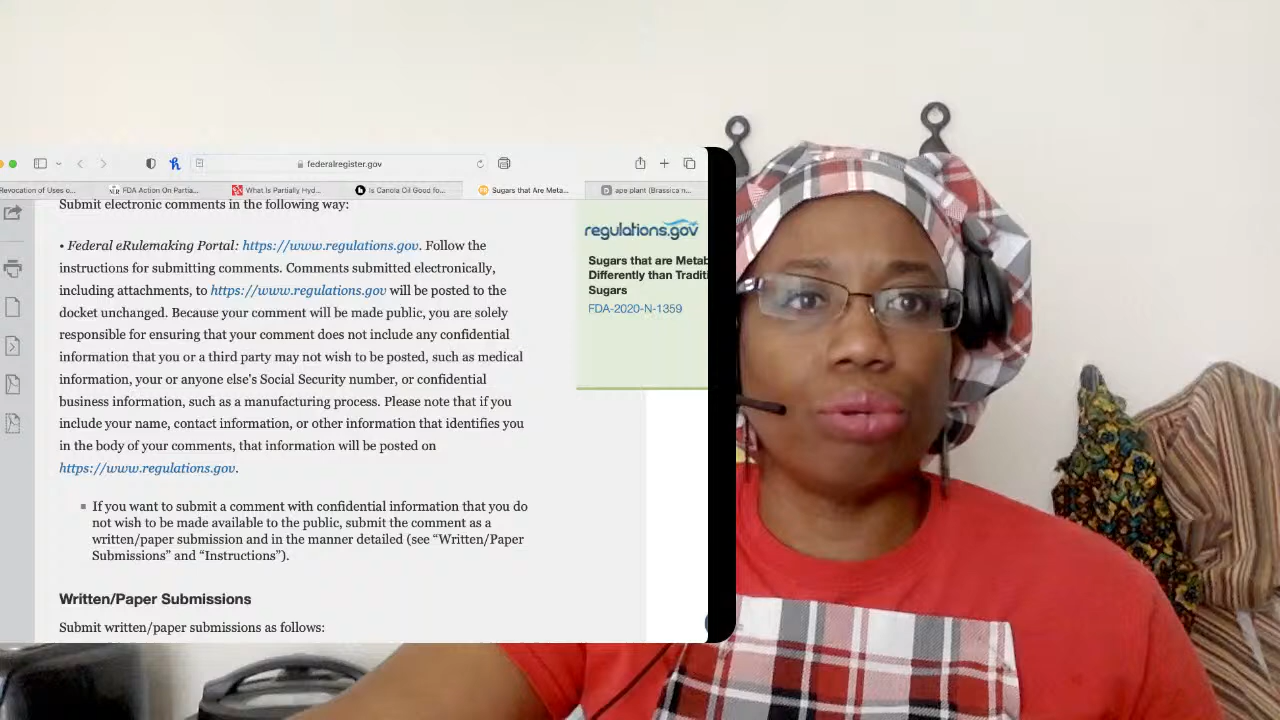 federalregister.gov
Revocation of Uses o...
FDA Action On Partia...
What Is Partially Hyd...
Is Canola Oil Good fo...
Sugars that Are Meta...
ape plant (Brassica n...
Submit electronic comments in the following way:
• Federal eRulemaking Portal: https://www.regulations.gov. Follow the
instructions for submitting comments. Comments submitted electronically,
including attachments, to https://www.regulations.gov will be posted to the
docket unchanged. Because your comment will be made public, you are solely
responsible for ensuring that your comment does not include any confidential
information that you or a third party may not wish to be posted, such as medical
information, your or anyone else's Social Security number, or confidential
business information, such as a manufacturing process. Please note that if you
include your name, contact information, or other information that identifies you
in the body of your comments, that information will be posted on
https://www.regulations.gov.
If you want to submit a comment with confidential information that you do
not wish to be made available to the public, submit the comment as a
written/paper submission and in the manner detailed (see “Written/Paper
Submissions” and “Instructions”).
Written/Paper Submissions
Submit written/paper submissions as follows:
regulations.gov
Sugars that are Metab
Differently than Traditi
Sugars
FDA-2020-N-1359